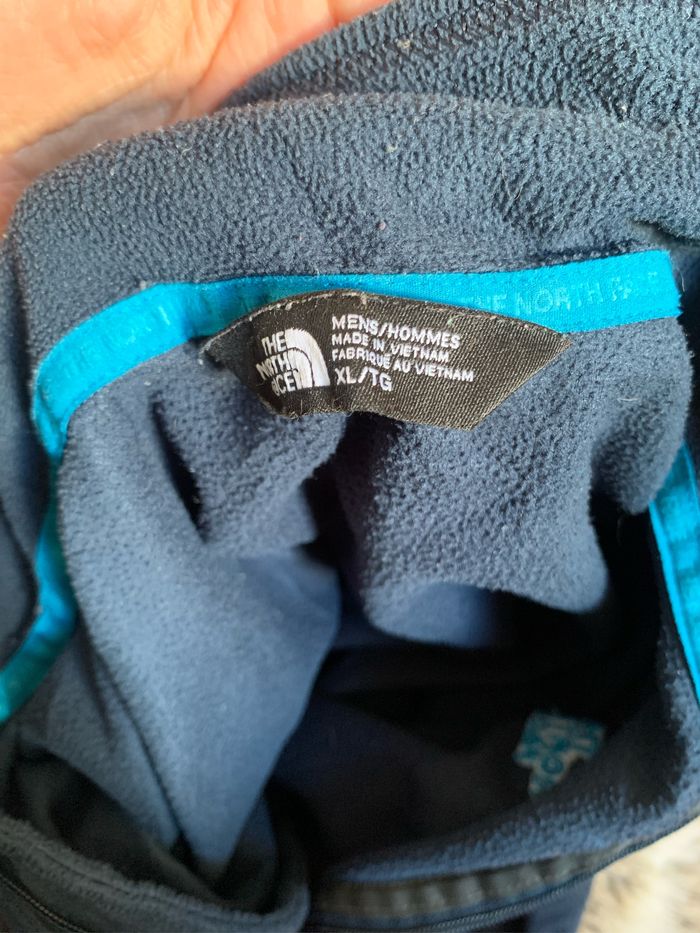 THE NORTH FACE
THE
NORTH
FACE
MENS/HOMMES
MADE IN VIETNAM
FABRIQUE AU VIETNAM
XL/TG